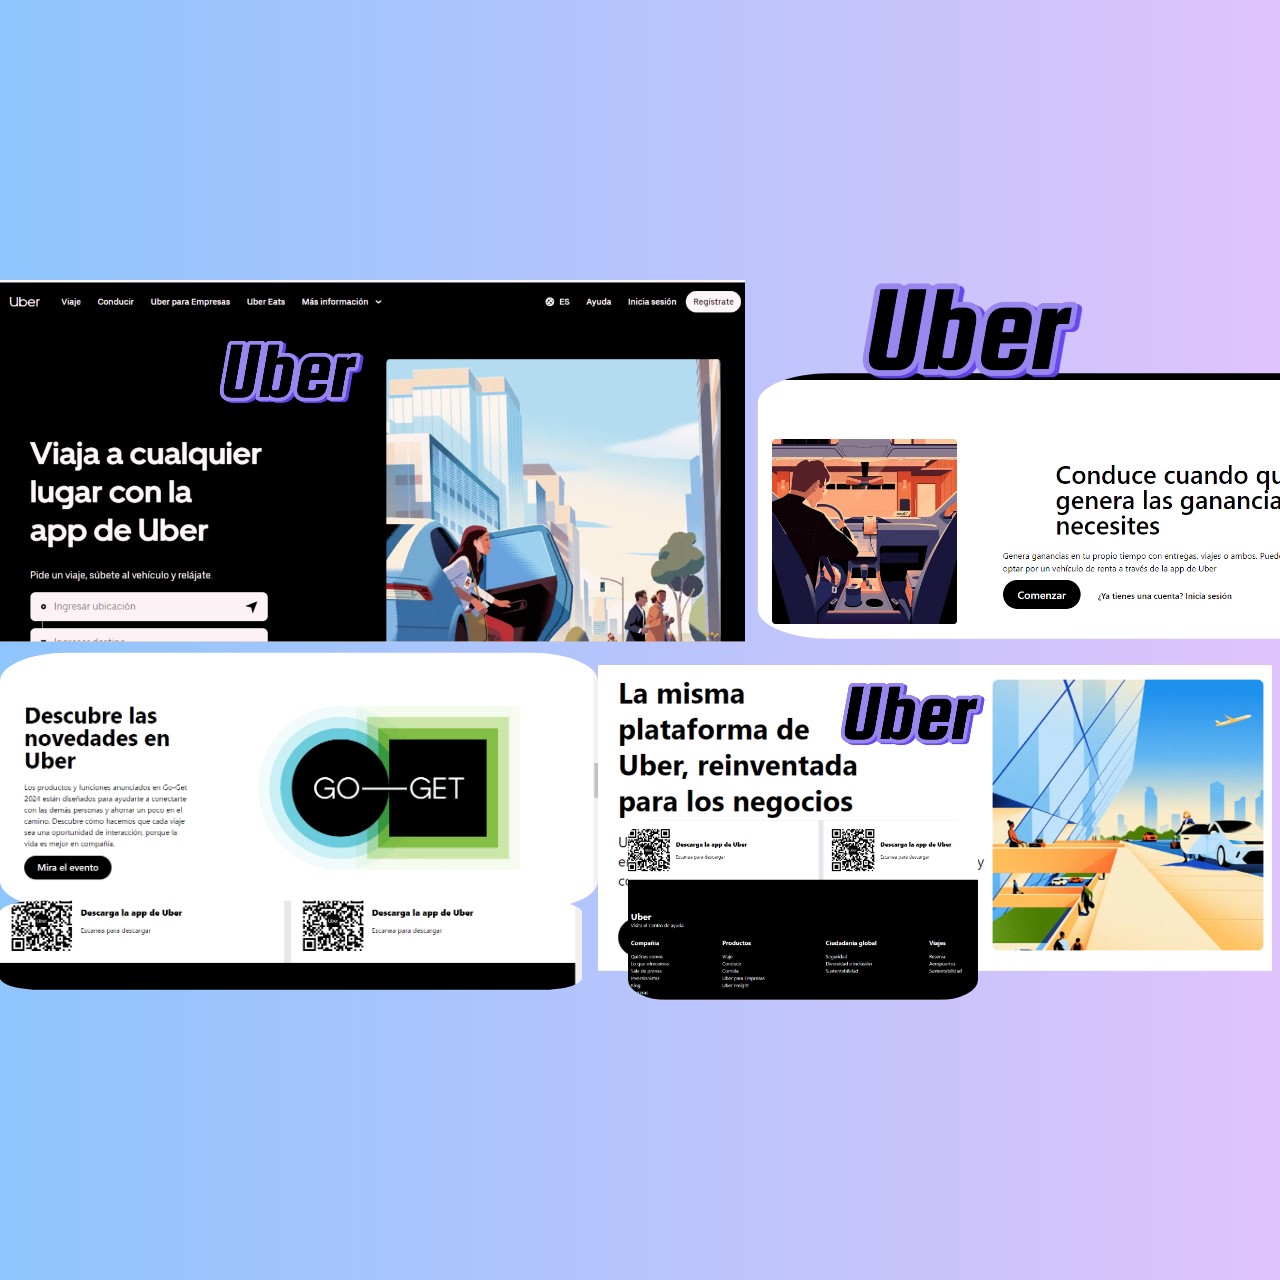 Uber Viaje Conducir Uber para Empresas Uber Eats Más información ES Ayuda Inicia sesión Regístrate
Uber
Viaja a cualquier
lugar con la
app de Uber
Pide un viaje, súbete al vehículo y relájate.
Ingresar ubicación
Ingresar destino
Uber
Conduce cuando qu
genera las ganancia
necesites
Genera ganancias en tu propio tiempo con entregas, viajes o ambos. Puede
optar por un vehículo de renta a través de la app de Uber
Comenzar ¿Ya tienes una cuenta? Inicia sesión
Descubre las
novedades en
Uber
Los productos y funciones anunciados en Go-Get
2024 están diseñados para ayudarte a conectarte
con las demás personas y ahorrar un poco en el
camino. Descubre cómo hacemos que cada viaje
sea una oportunidad de interacción, porque la
vida es mejor en compañía.
Mira el evento
GO GET
Descarga la app de Uber
Escanea para descargar
Descarga la app de Uber
Escanea para descargar
La misma
plataforma de
Uber, reinventada
para los negocios
Uber
y
Descarga la app de Uber
Escanea para descargar
Descarga la app de Uber
Escanea para descargar
Uber
Visita el Centro de ayuda
Compañía
Quiénes somos
Lo que ofrecemos
Sala de prensa
Inversionistas
Blog
Productos
Viaje
Conducir
Comida
Uber para Empresas
Uber Freight
Ciudadanía global
Seguridad
Diversidad e inclusión
Sustentabilidad
Viajes
Reserva
Aeropuertos
Sustentabilidad